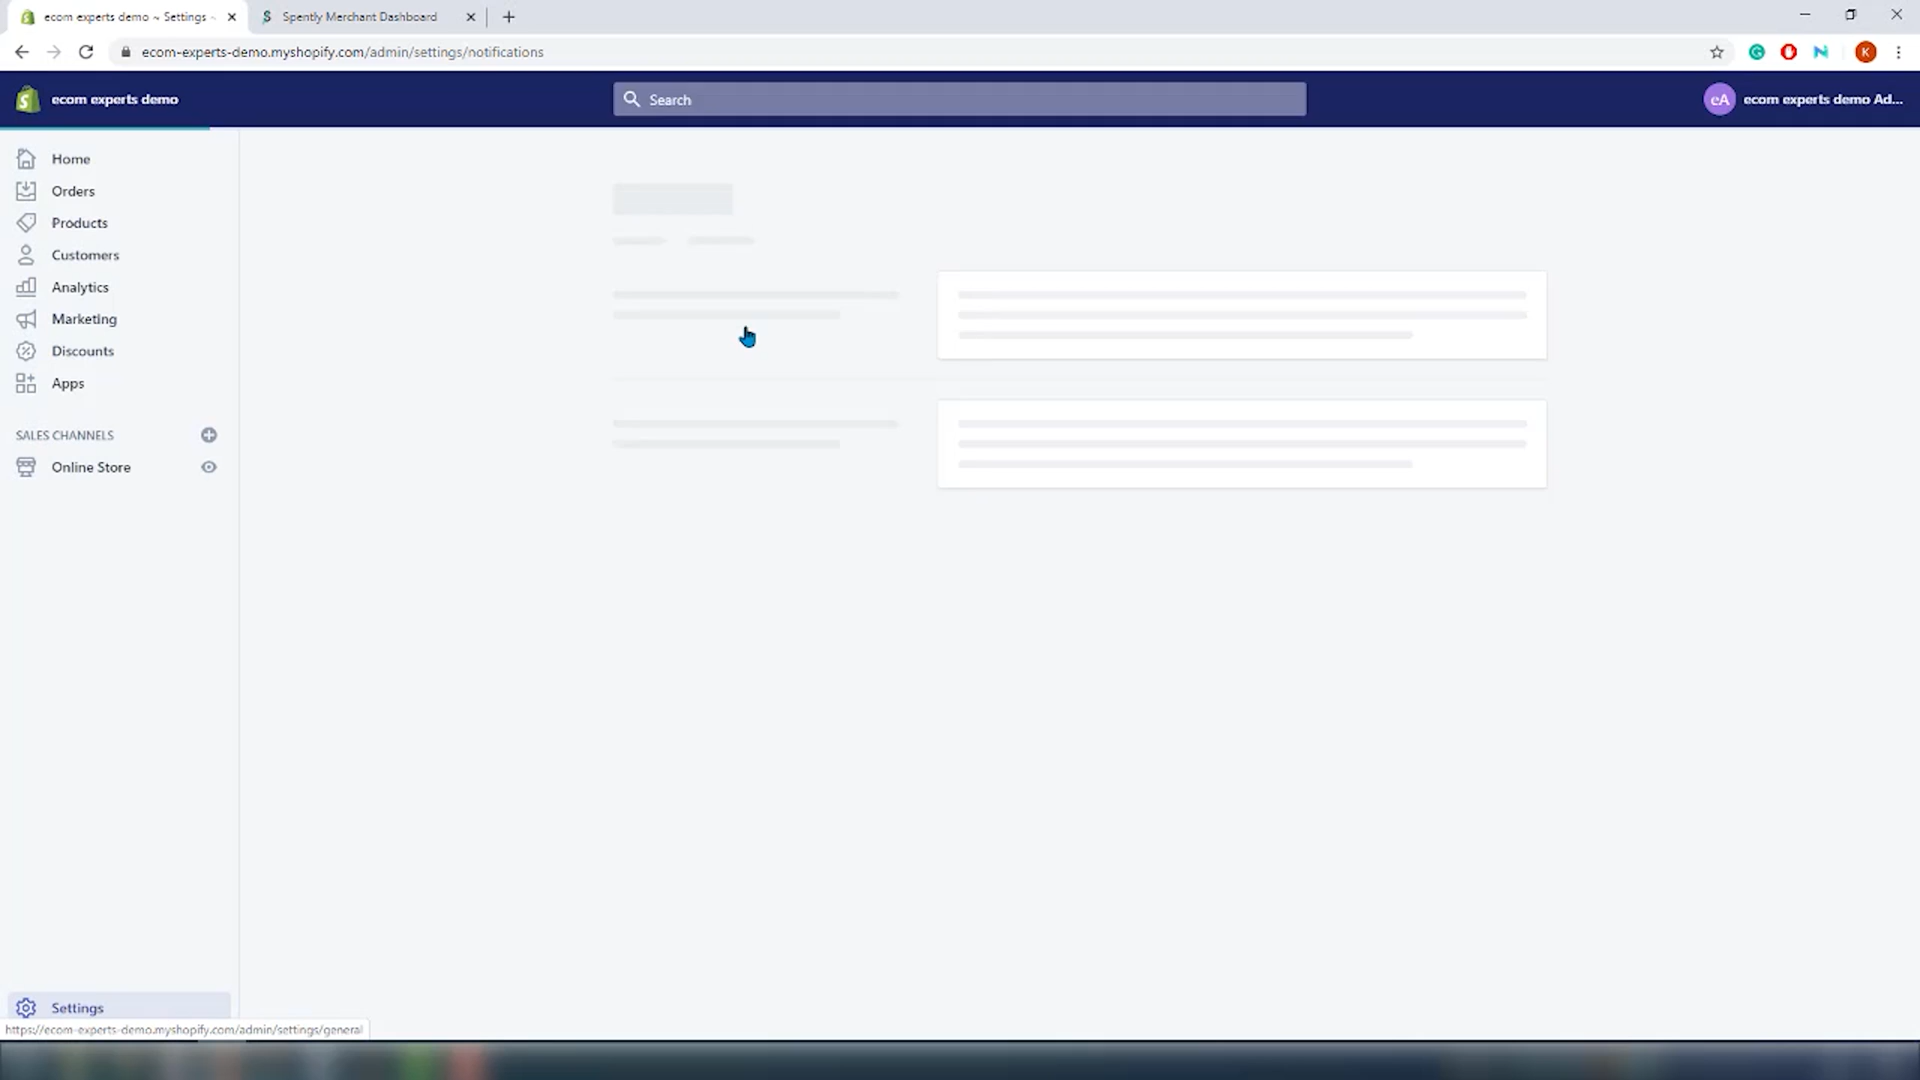 ecom experts demo ~ Settings ~
Spently Merchant Dashboard
ecom-experts-demo.myshopify.com/admin/settings/notifications
K
ecom experts demo
Search
eA
ecom experts demo Ad...
Home
Orders
Products
Customers
Analytics
Marketing
Discounts
Apps
SALES CHANNELS
Online Store
Settings
https://ecom-experts-demo.myshopify.com/admin/settings/general